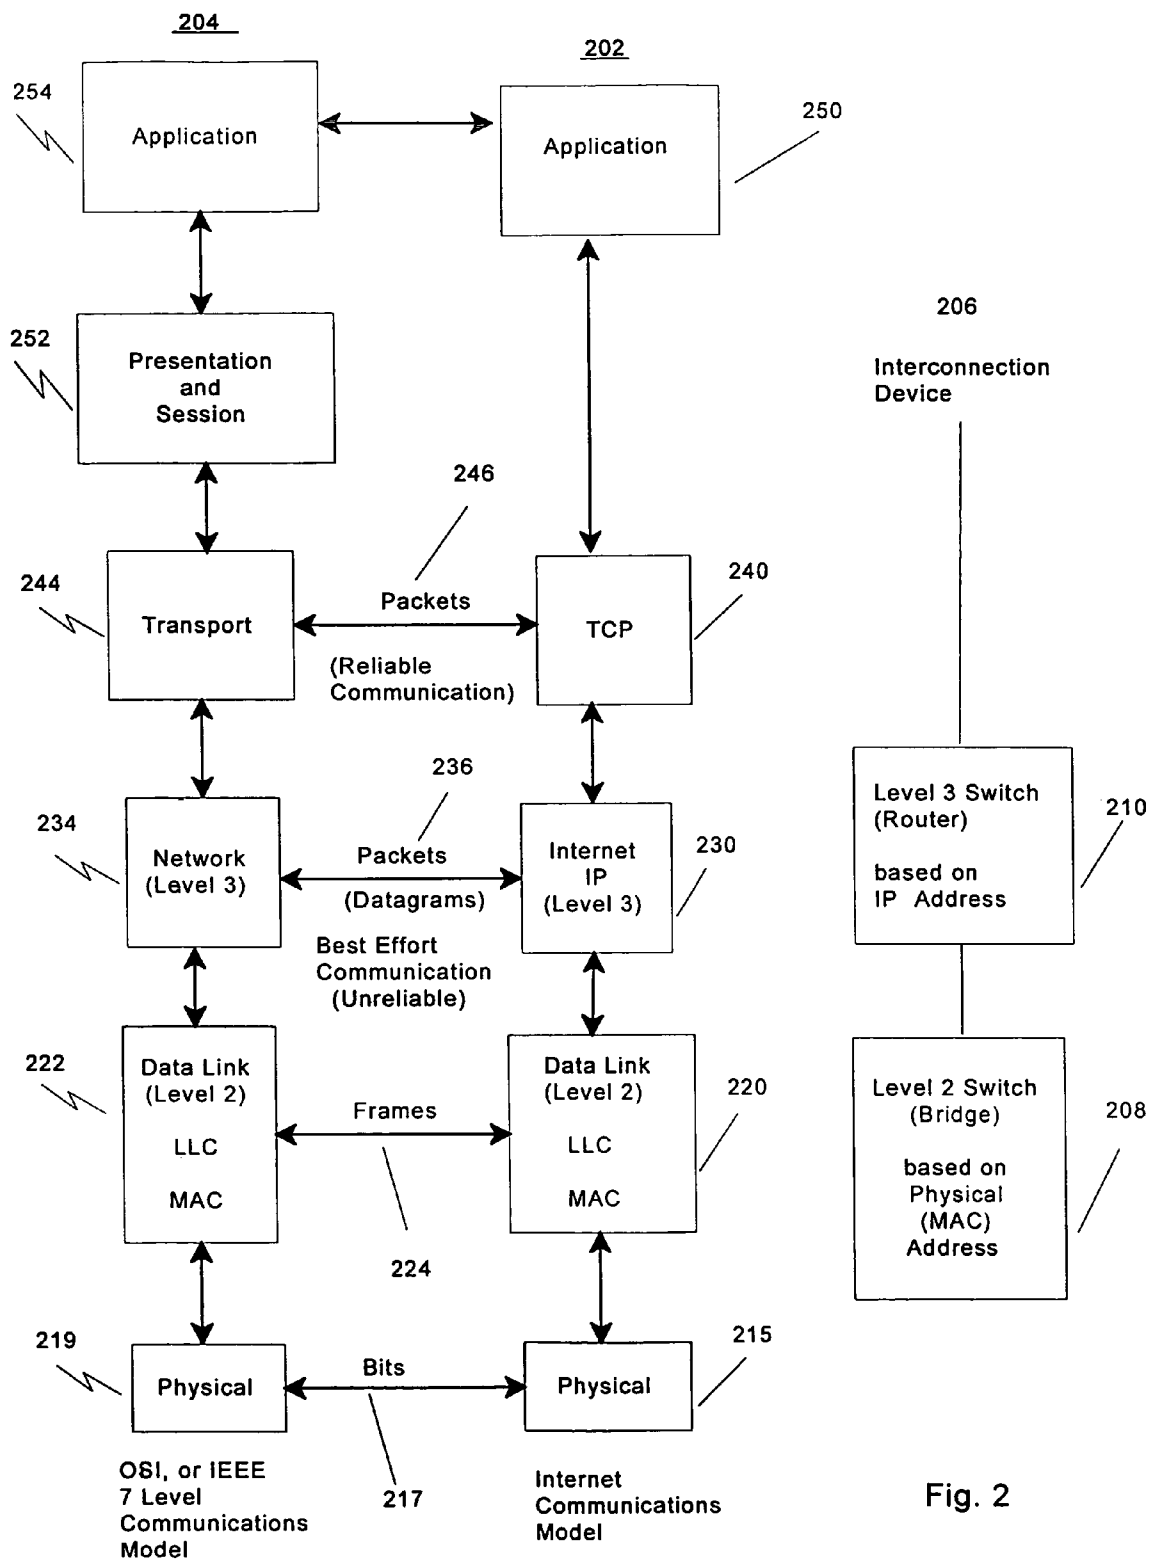 204
202
254
Application
Application
250
252
Presentation
and
Session
206
Interconnection
Device
246
244
Transport
Packets
(Reliable
Communication)
TCP
240
236
234
Network
(Level 3)
Packets
(Datagrams)
Best Effort
Communication
(Unreliable)
Internet
IP
(Level 3)
230
Level 3 Switch
(Router)
based on
IP Address
210
222
Data Link
(Level 2)
LLC
MAC
Frames
224
Data Link
(Level 2)
LLC
MAC
220
Level 2 Switch
(Bridge)
based on
Physical
(MAC)
Address
208
219
Physical
Bits
217
Physical
215
OSI, or IEEE
7 Level
Communications
Model
Internet
Communications
Model
Fig. 2